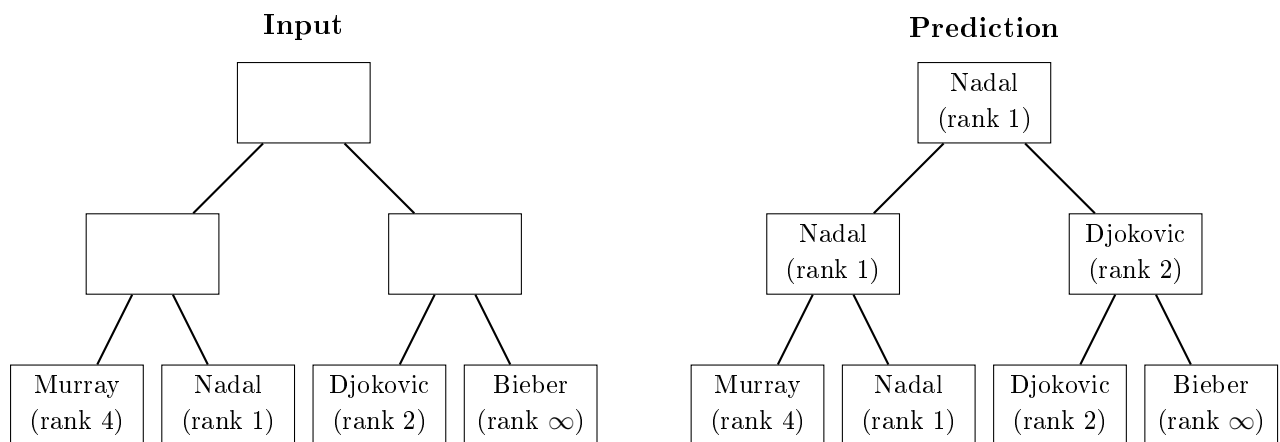 Input
Murray
(rank 4)
Nadal
(rank 1)
Djokovic
(rank 2)
Bieber
(rank ∞)
Prediction
Nadal
(rank 1)
Nadal
(rank 1)
Djokovic
(rank 2)
Murray
(rank 4)
Nadal
(rank 1)
Djokovic
(rank 2)
Bieber
(rank ∞)